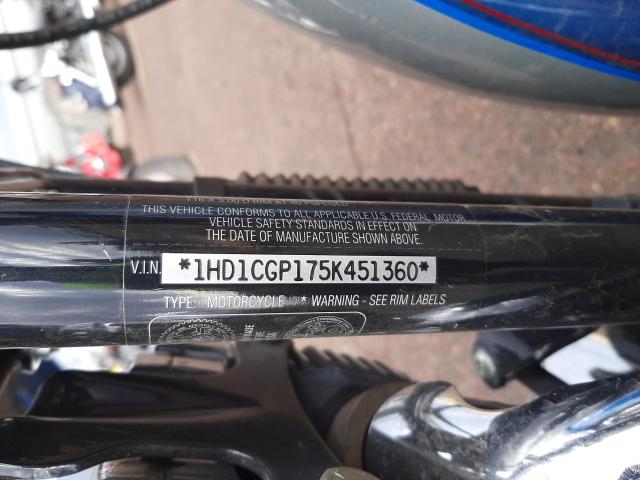 THIS VEHICLE CONFORMS TO ALL APPLICABLE U.S. FEDERAL MOTOR
VEHICLE SAFETY STANDARDS IN EFFECT ON
THE DATE OF MANUFACTURE SHOWN ABOVE.
V.I.N. *1HD1CGP175K451360*
TYPE: MOTORCYCLE * WARNING - SEE RIM LABELS